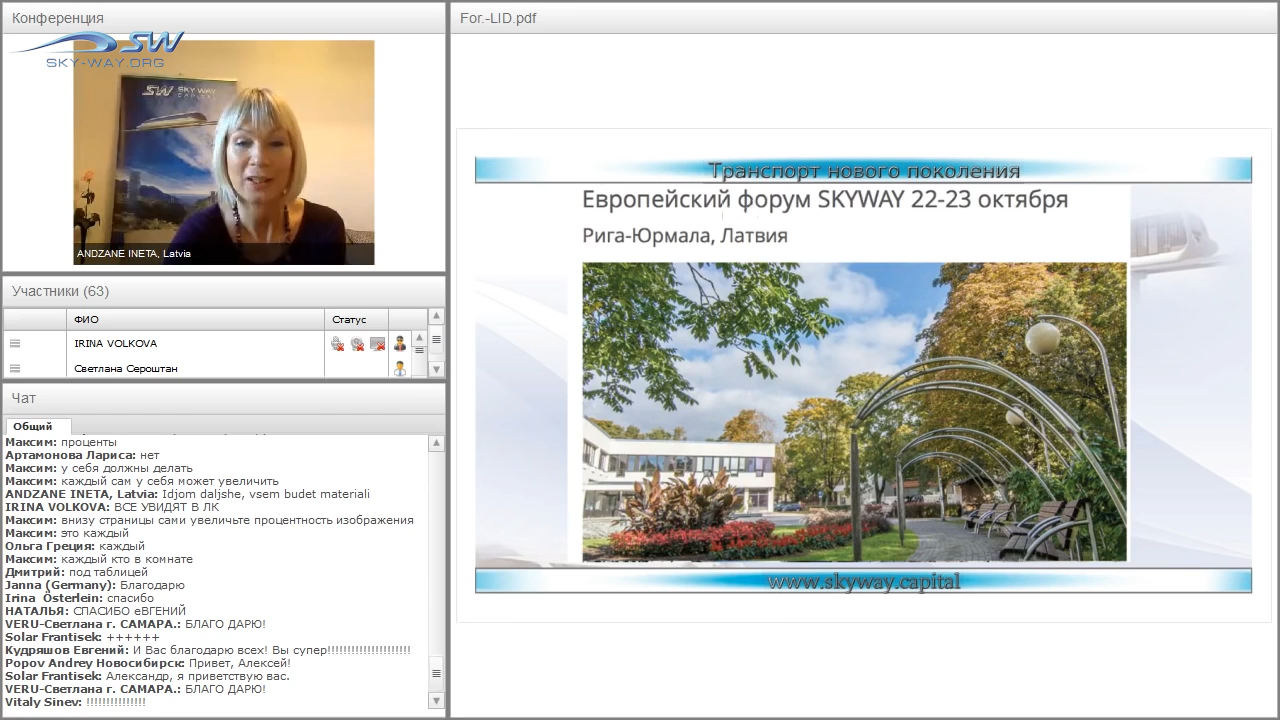 Конференция
SW
SKY-WAY.ORG
SW SKY WAY
CAPITAL
ANDZANE INETA, Latvia
Участники (63)
ФИО Статус
IRINA VOLKOVA
Светлана Сероштан
Чат
Общий
Максим: проценты
Артамонова Лариса: нет
Максим: у себя должны делать
Максим: каждый сам у себя может увеличить
ANDZANE INETA, Latvia: Idjom daljshe, vsem budet materiali
IRINA VOLKOVA: ВСЕ УВИДЯТ В ЛК
Максим: внизу страницы сами увеличьте процентность изображения
Максим: это каждый
Ольга Греция: каждый
Максим: каждый кто в комнате
Дмитрий: под таблицей
Janna (Germany): Благодарю
Irina Österlein: спасибо
НАТАЛЬЯ: СПАСИБО еВГЕНИЙ
VERU-Светлана г. САМАРА.: БЛАГО ДАРЮ!
Solar Frantisek: ++++++
Кудряшов Евгений: И Вас благодарю всех! Вы супер!!!!!!!!!!!!!!!!!!!!!
Popov Andrey Новосибирск: Привет, Алексей!
Solar Frantisek: Александр, я приветствую вас.
VERU-Светлана г. САМАРА.: БЛАГО ДАРЮ!
Vitaly Sinev: !!!!!!!!!!!!!!!
For.-LID.pdf
Транспорт нового поколения
Европейский форум SKYWAY 22-23 октября
Рига-Юрмала, Латвия
www.skyway.capital